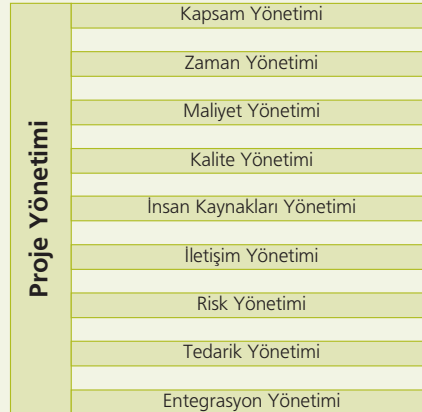 Proje Yönetimi
Kapsam Yönetimi
Zaman Yönetimi
Maliyet Yönetimi
Kalite Yönetimi
İnsan Kaynakları Yönetimi
İletişim Yönetimi
Risk Yönetimi
Tedarik Yönetimi
Entegrasyon Yönetimi